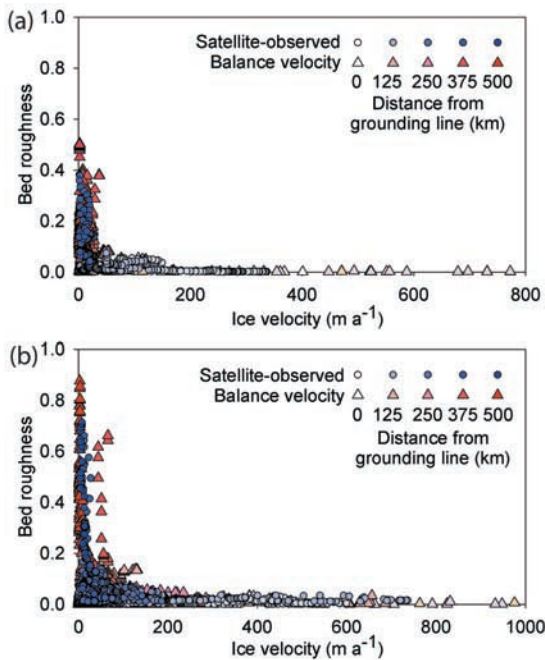 (a)
Satellite-observed
Balance velocity
0 125 250 375 500
Distance from
grounding line (km)
Bed roughness
1.0
0.8
0.6
0.4
0.2
0.0
0 200 400 600 800
Ice velocity (m a⁻¹)
(b)
Satellite-observed
Balance velocity
0 125 250 375 500
Distance from
grounding line (km)
Bed roughness
1.0
0.8
0.6
0.4
0.2
0.0
0 200 400 600 800 1000
Ice velocity (m a⁻¹)